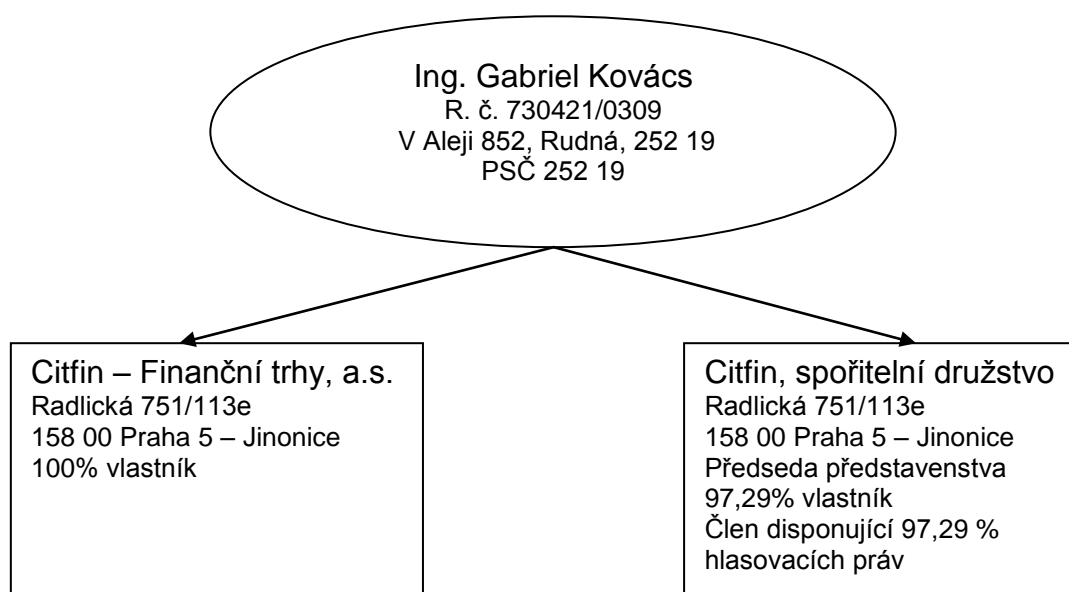 Ing. Gabriel Kovács
R. č. 730421/0309
V Aleji 852, Rudná, 252 19
PSČ 252 19
Citfin – Finanční trhy, a.s.
Radlická 751/113e
158 00 Praha 5 – Jinonice
100% vlastník
Citfin, spořitelní družstvo
Radlická 751/113e
158 00 Praha 5 – Jinonice
Předseda představenstva
97,29% vlastník
Člen disponující 97,29 %
hlasovacích práv